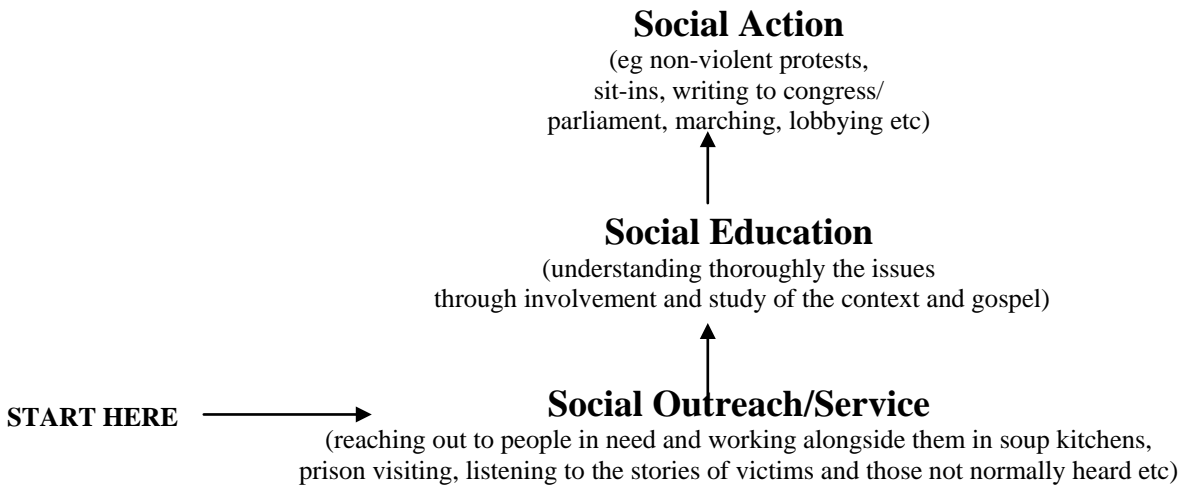 Social Action
(eg non-violent protests,
sit-ins, writing to congress/
parliament, marching, lobbying etc)
Social Education
(understanding thoroughly the issues
through involvement and study of the context and gospel)
START HERE
Social Outreach/Service
(reaching out to people in need and working alongside them in soup kitchens,
prison visiting, listening to the stories of victims and those not normally heard etc)